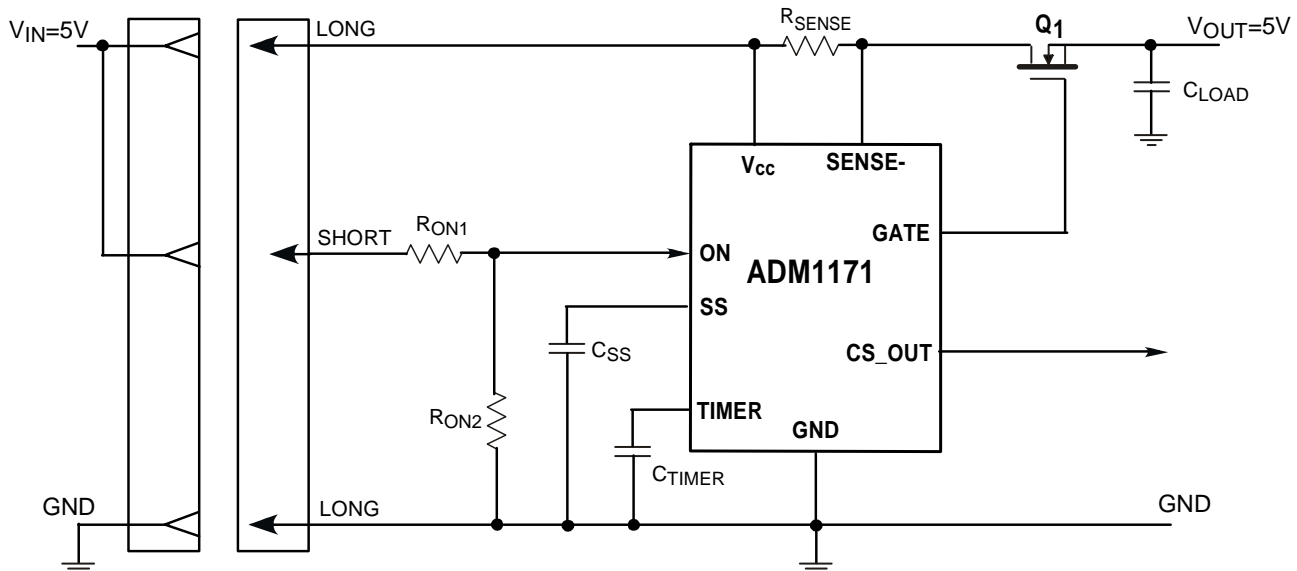 VIN=5V
LONG
RSENSE
Q1
VOUT=5V
CLOAD
Vcc
SENSE-
RON1
SHORT
GATE
ON
ADM1171
SS
CSS
CS_OUT
RON2
TIMER
GND
CTIMER
GND
LONG
GND